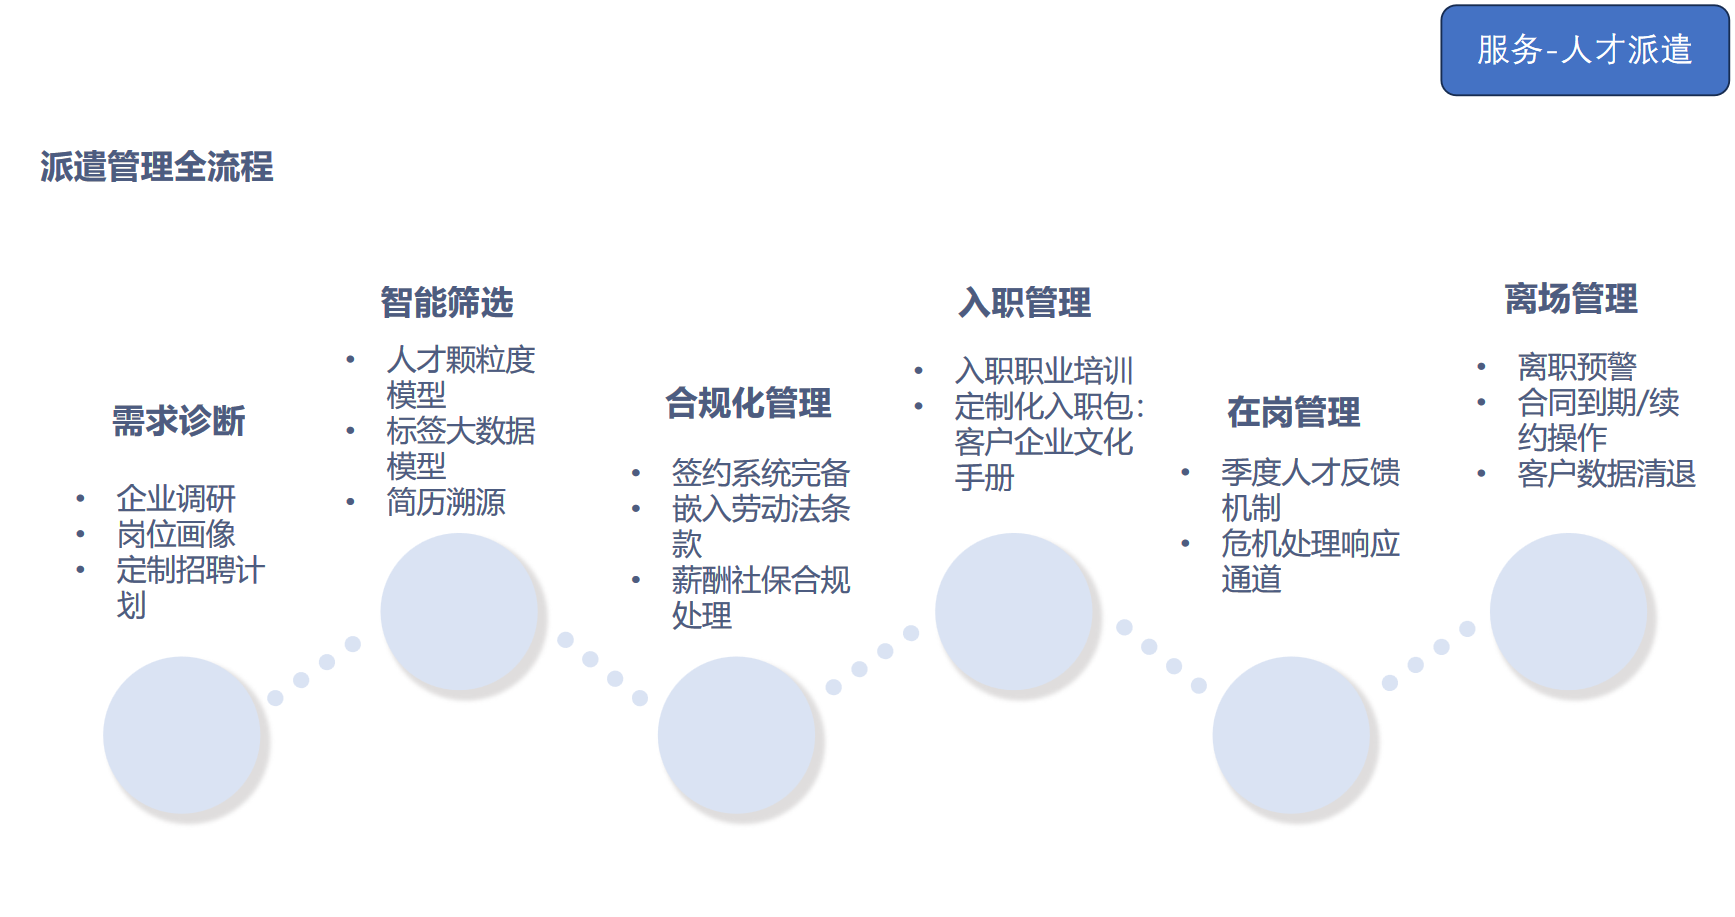 服务-人才派遣
派遣管理全流程
需求诊断
• 企业调研
• 岗位画像
• 定制招聘计
划
智能筛选
• 人才颗粒度
模型
• 标签大数据
模型
• 简历溯源
合规化管理
• 签约系统完备
• 嵌入劳动法条
款
• 薪酬社保合规
处理
入职管理
• 入职职业培训
• 定制化入职包：
客户企业文化
手册
在岗管理
• 季度人才反馈
机制
• 危机处理响应
通道
离场管理
• 离职预警
• 合同到期/续
约操作
• 客户数据清退